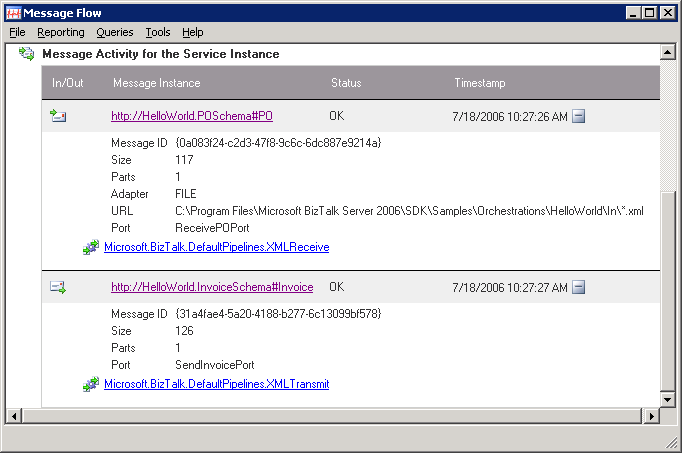 Message Flow
File Reporting Queries Tools Help
Message Activity for the Service Instance
In/Out Message Instance Status Timestamp
http://HelloWorld.POSchema#PO OK 7/18/2006 10:27:26 AM
Message ID {0a083f24-c2d3-47f8-9c6c-6dc887e9214a}
Size 117
Parts 1
Adapter FILE
URL C:\Program Files\Microsoft BizTalk Server 2006\SDK\Samples\Orchestrations\HelloWorld\In\*.xml
Port ReceivePOPort
Microsoft.BizTalk.DefaultPipelines.XMLReceive
http://HelloWorld.InvoiceSchema#Invoice OK 7/18/2006 10:27:27 AM
Message ID {31a4fae4-5a20-4188-b277-6c13099bf578}
Size 126
Parts 1
Port SendInvoicePort
Microsoft.BizTalk.DefaultPipelines.XMLTransmit